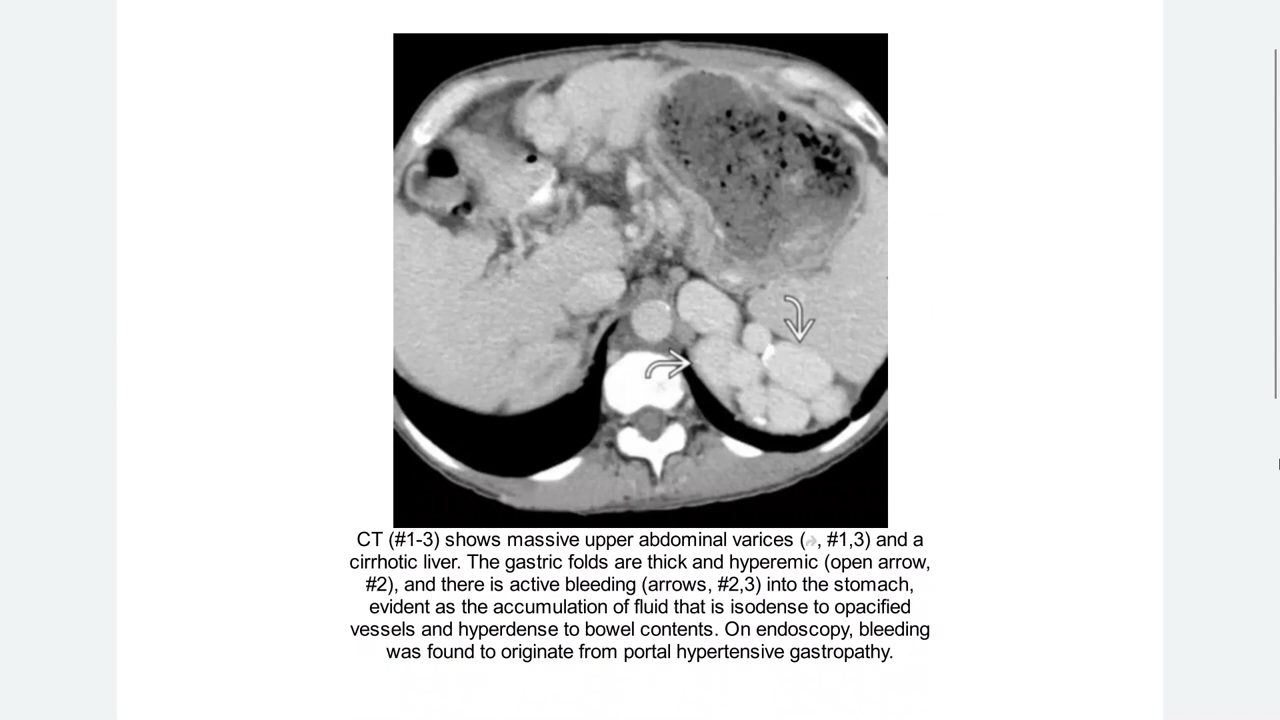 CT (#1-3) shows massive upper abdominal varices (, #1,3) and a
cirrhotic liver. The gastric folds are thick and hyperemic (open arrow,
#2), and there is active bleeding (arrows, #2,3) into the stomach,
evident as the accumulation of fluid that is isodense to opacified
vessels and hyperdense to bowel contents. On endoscopy, bleeding
was found to originate from portal hypertensive gastropathy.